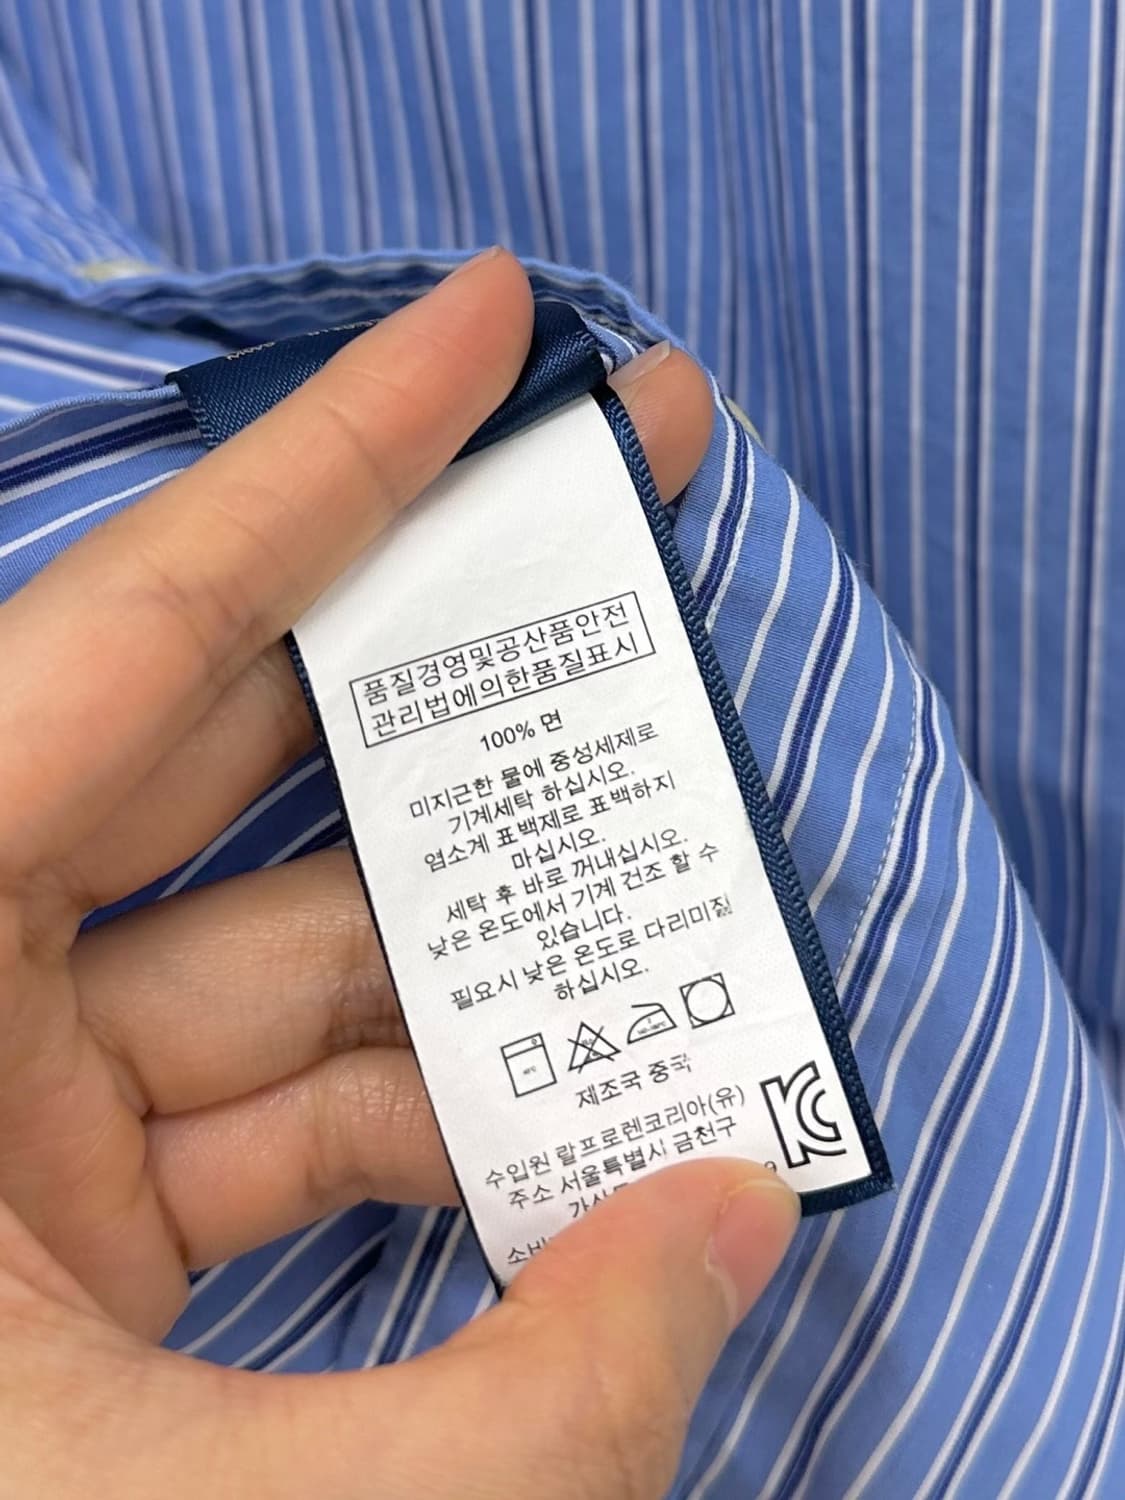 품질경영및공산품안전
관리법에의한품질표시
100% 면
미지근한 물에 중성세제로
기계세탁 하십시오.
염소계 표백제로 표백하지
마십시오.
세탁 후 바로 꺼내십시오.
낮은 온도에서 기계 건조 할 수
있습니다.
필요시 낮은 온도로 다리미질
하십시오.
제조국 중국
수입원 랄프로렌코리아(유)
주소 서울특별시 금천구